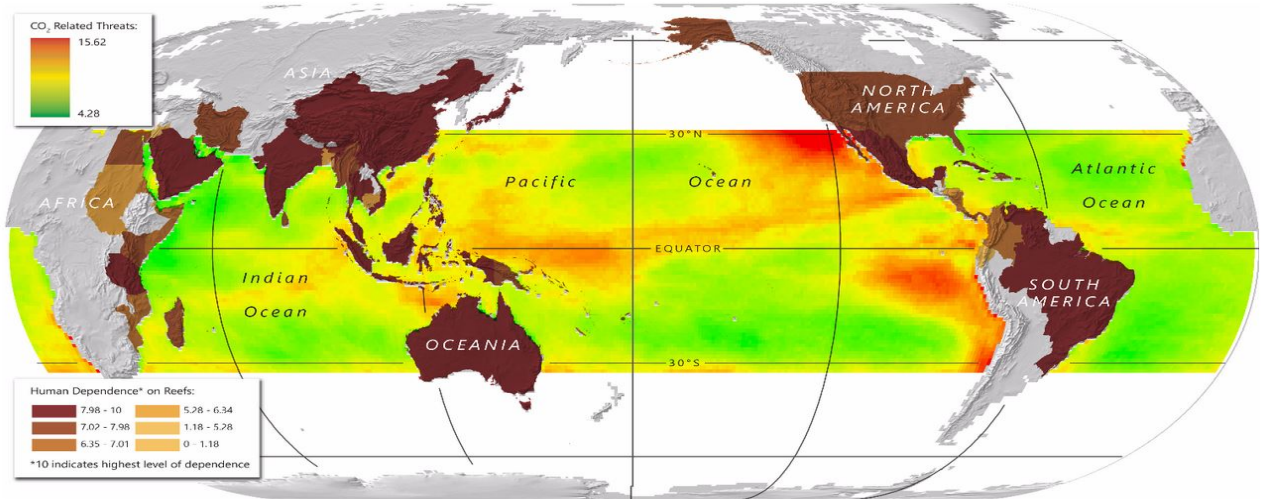 CO₂ Related Threats:
15.62
4.28
ASIA
NORTH
AMERICA
30°N
Pacific
Ocean
Atlantic
Ocean
AFRICA
EQUATOR
Indian
Ocean
SOUTH
AMERICA
OCEANIA
30°S
Human Dependence* on Reefs:
7.98 - 10
5.28 - 6.34
7.02 - 7.98
1.18 - 5.28
6.35 - 7.01
0 - 1.18
*10 indicates highest level of dependence